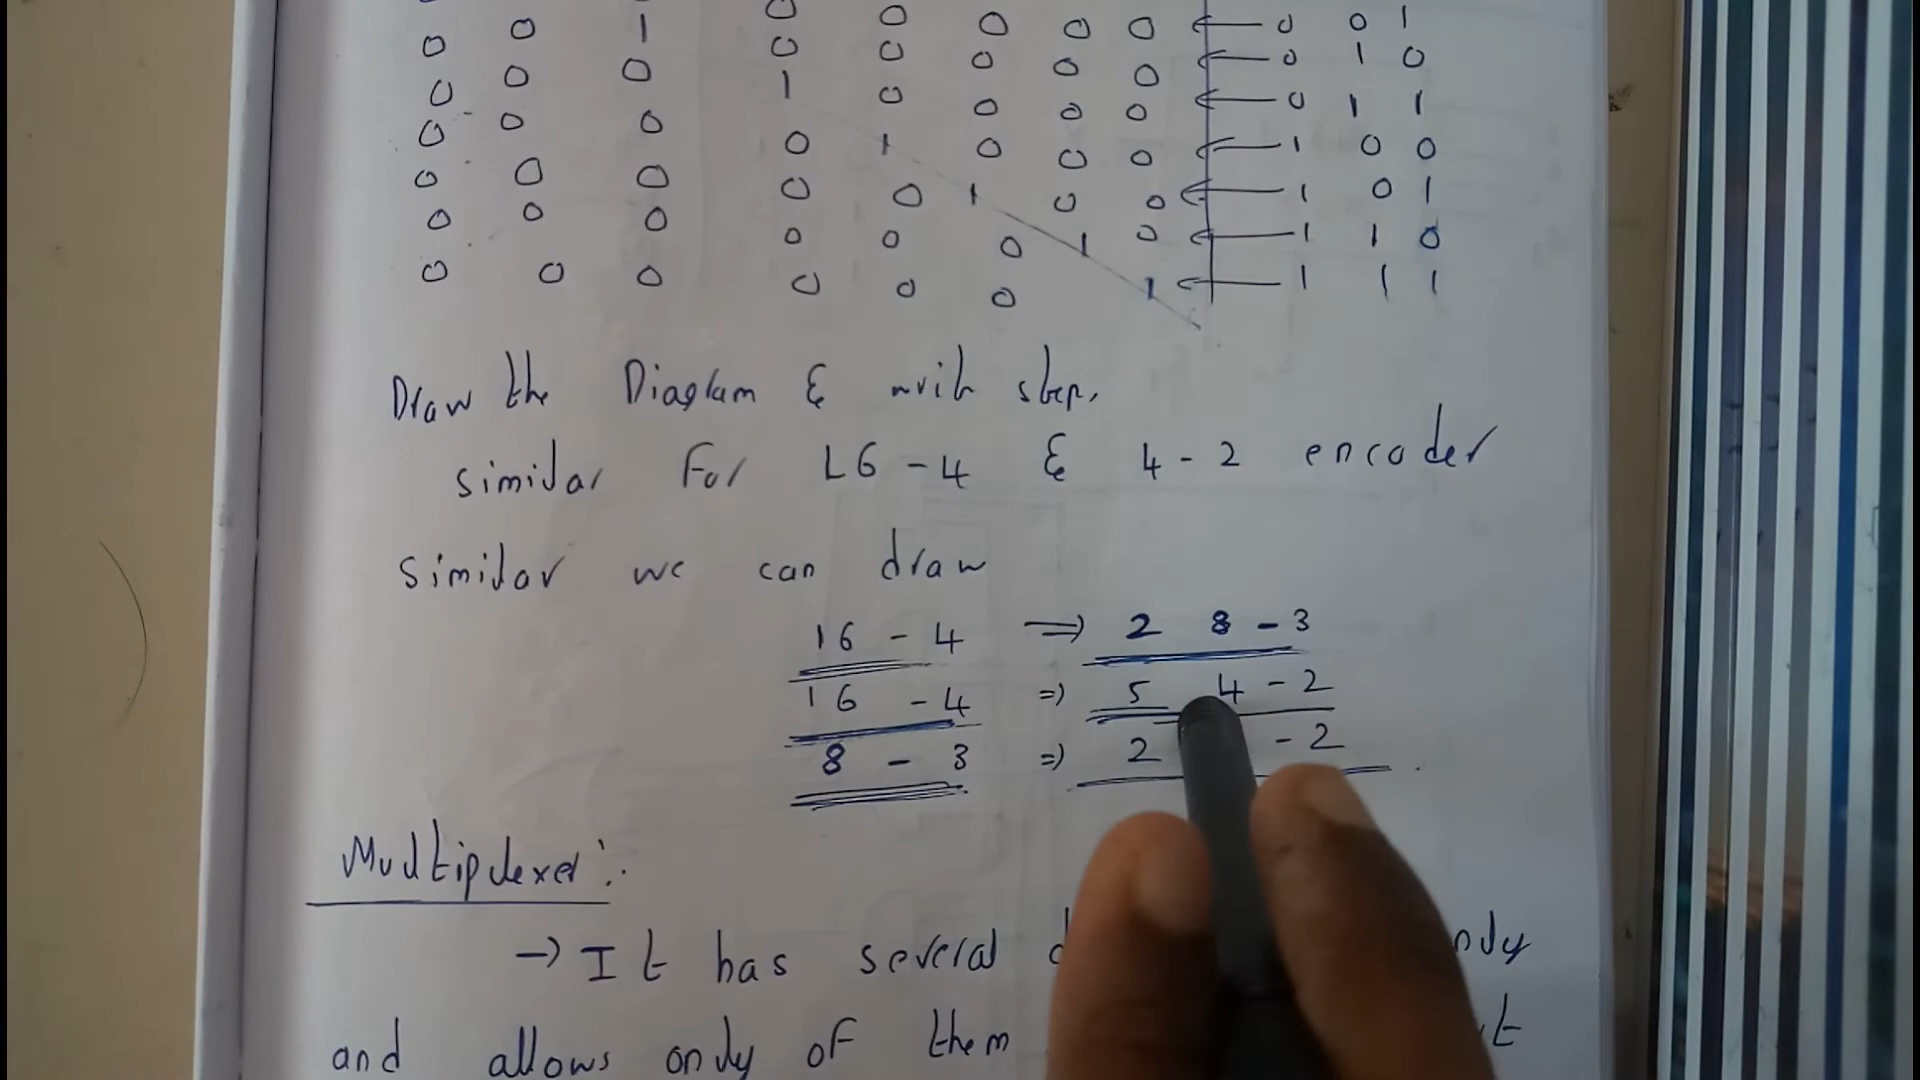 0 0 1 0 0 0 0 0 ← 0 0 1
0 0 0 0 0 0 0 0 ← 0 1 0
0 0 0 1 0 0 0 0 ← 0 1 1
0 0 0 0 1 0 0 0 ← 1 0 0
0 0 0 0 0 1 0 0 ← 1 0 1
0 0 0 0 0 0 1 0 ← 1 1 0
0 0 0 0 0 0 1 ← 1 1 1
Draw the Diagram & step.
similar For 16 - 4 & 4 - 2 encoder
similar we can draw
16 - 4 => 2 8 - 3
16 - 4 => 5 4 - 2
8 - 3 => 2 - 2
Multiplexer :
→ It has several
and allows only of them